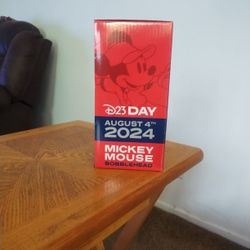 D23 DAY
AUGUST 4TH
2024
MICKEY
MOUSE
BOBBLEHEAD